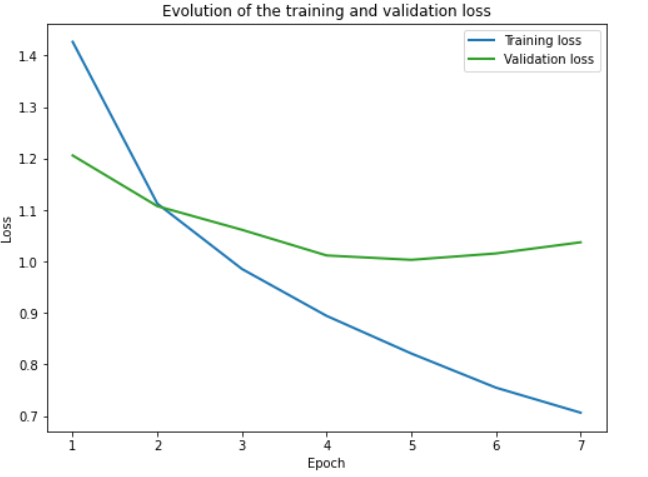 Evolution of the training and validation loss
Training loss
Validation loss
1.4
1.3
1.2
1.1
1.0
0.9
0.8
0.7
Loss
1 2 3 4 5 6 7
Epoch